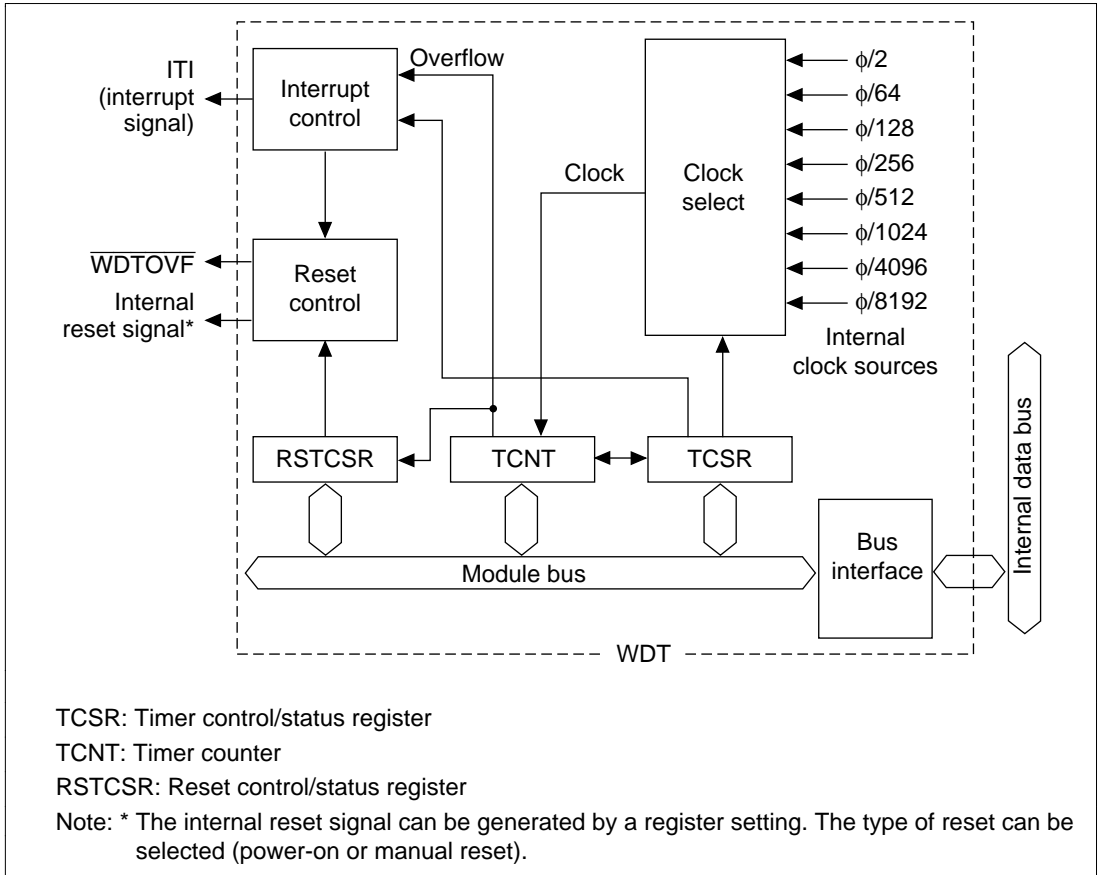 ITI
(interrupt
signal)
Interrupt
control
Overflow
Clock
Clock
select
ϕ/2
ϕ/64
ϕ/128
ϕ/256
ϕ/512
ϕ/1024
ϕ/4096
ϕ/8192
Internal
clock sources
WDTOVF
Internal
reset signal*
Reset
control
RSTCSR
TCNT
TCSR
Module bus
Bus
interface
Internal data bus
WDT
TCSR: Timer control/status register
TCNT: Timer counter
RSTCSR: Reset control/status register
Note: * The internal reset signal can be generated by a register setting. The type of reset can be
selected (power-on or manual reset).